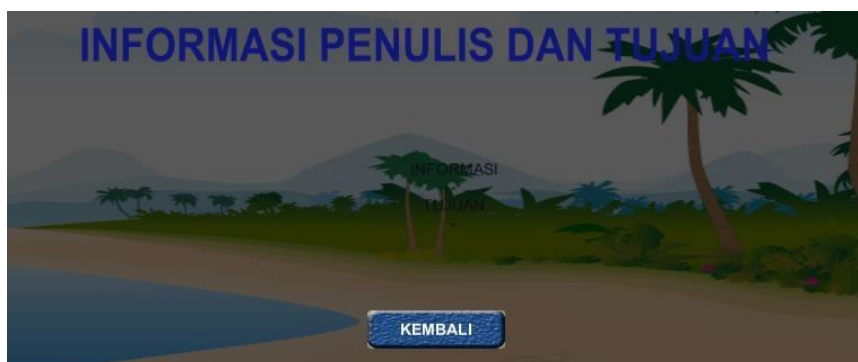 INFORMASI PENULIS DAN TUJUAN
INFORMASI
TUJUAN
KEMBALI